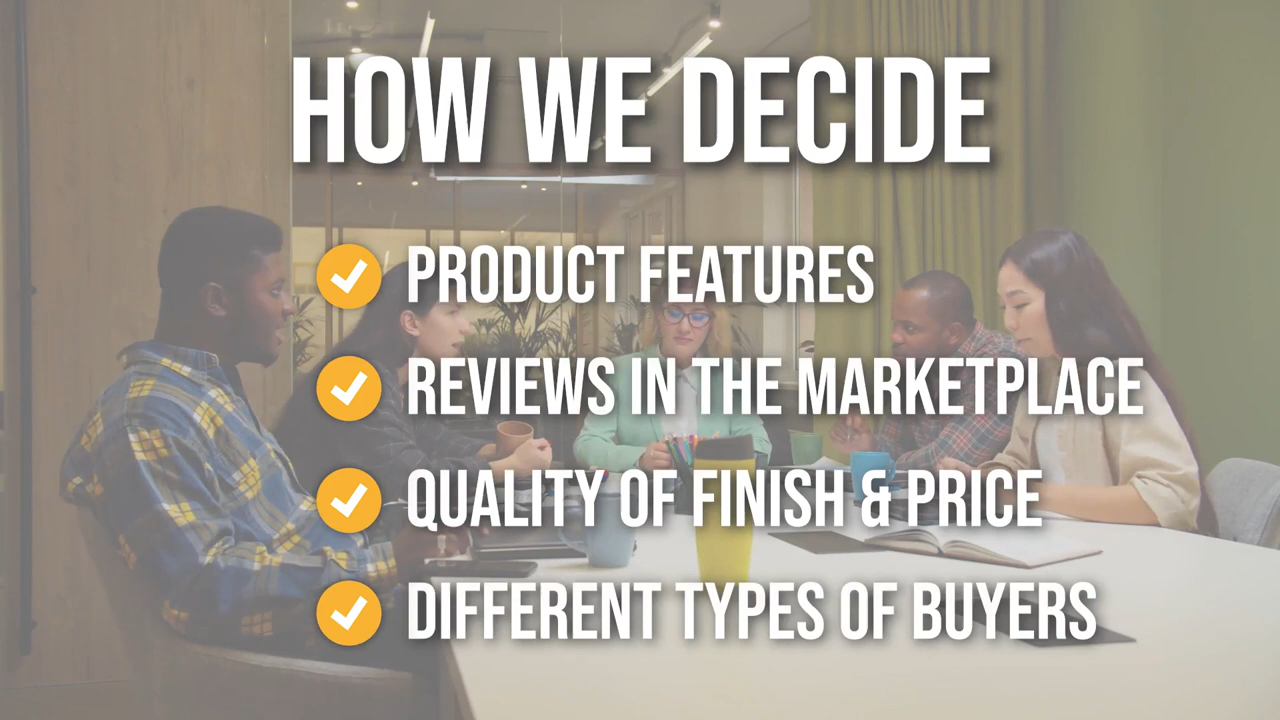 HOW WE DECIDE
PRODUCT FEATURES
REVIEWS IN THE MARKETPLACE
QUALITY OF FINISH & PRICE
DIFFERENT TYPES OF BUYERS